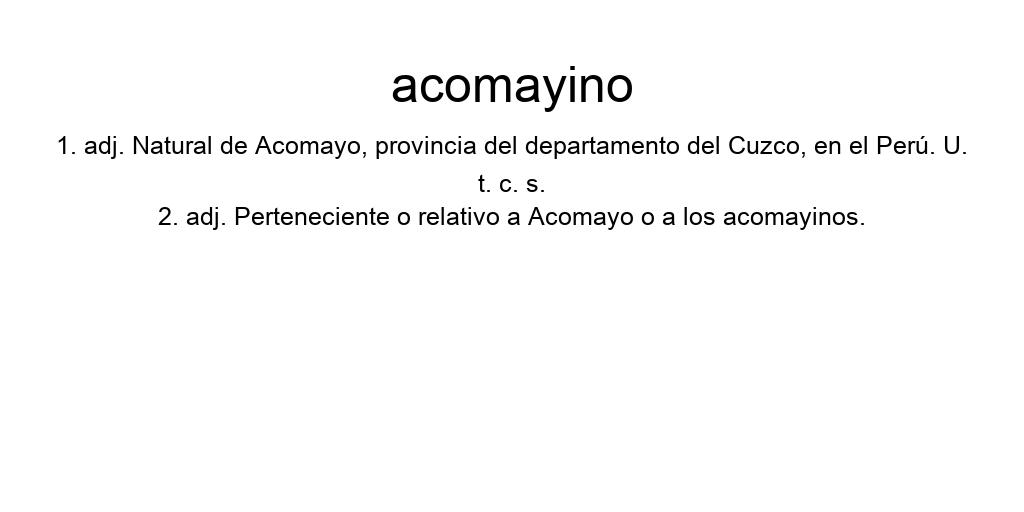 acomayino
1. adj. Natural de Acomayo, provincia del departamento del Cuzco, en el Perú. U.
t. c. s.
2. adj. Perteneciente o relativo a Acomayo o a los acomayinos.